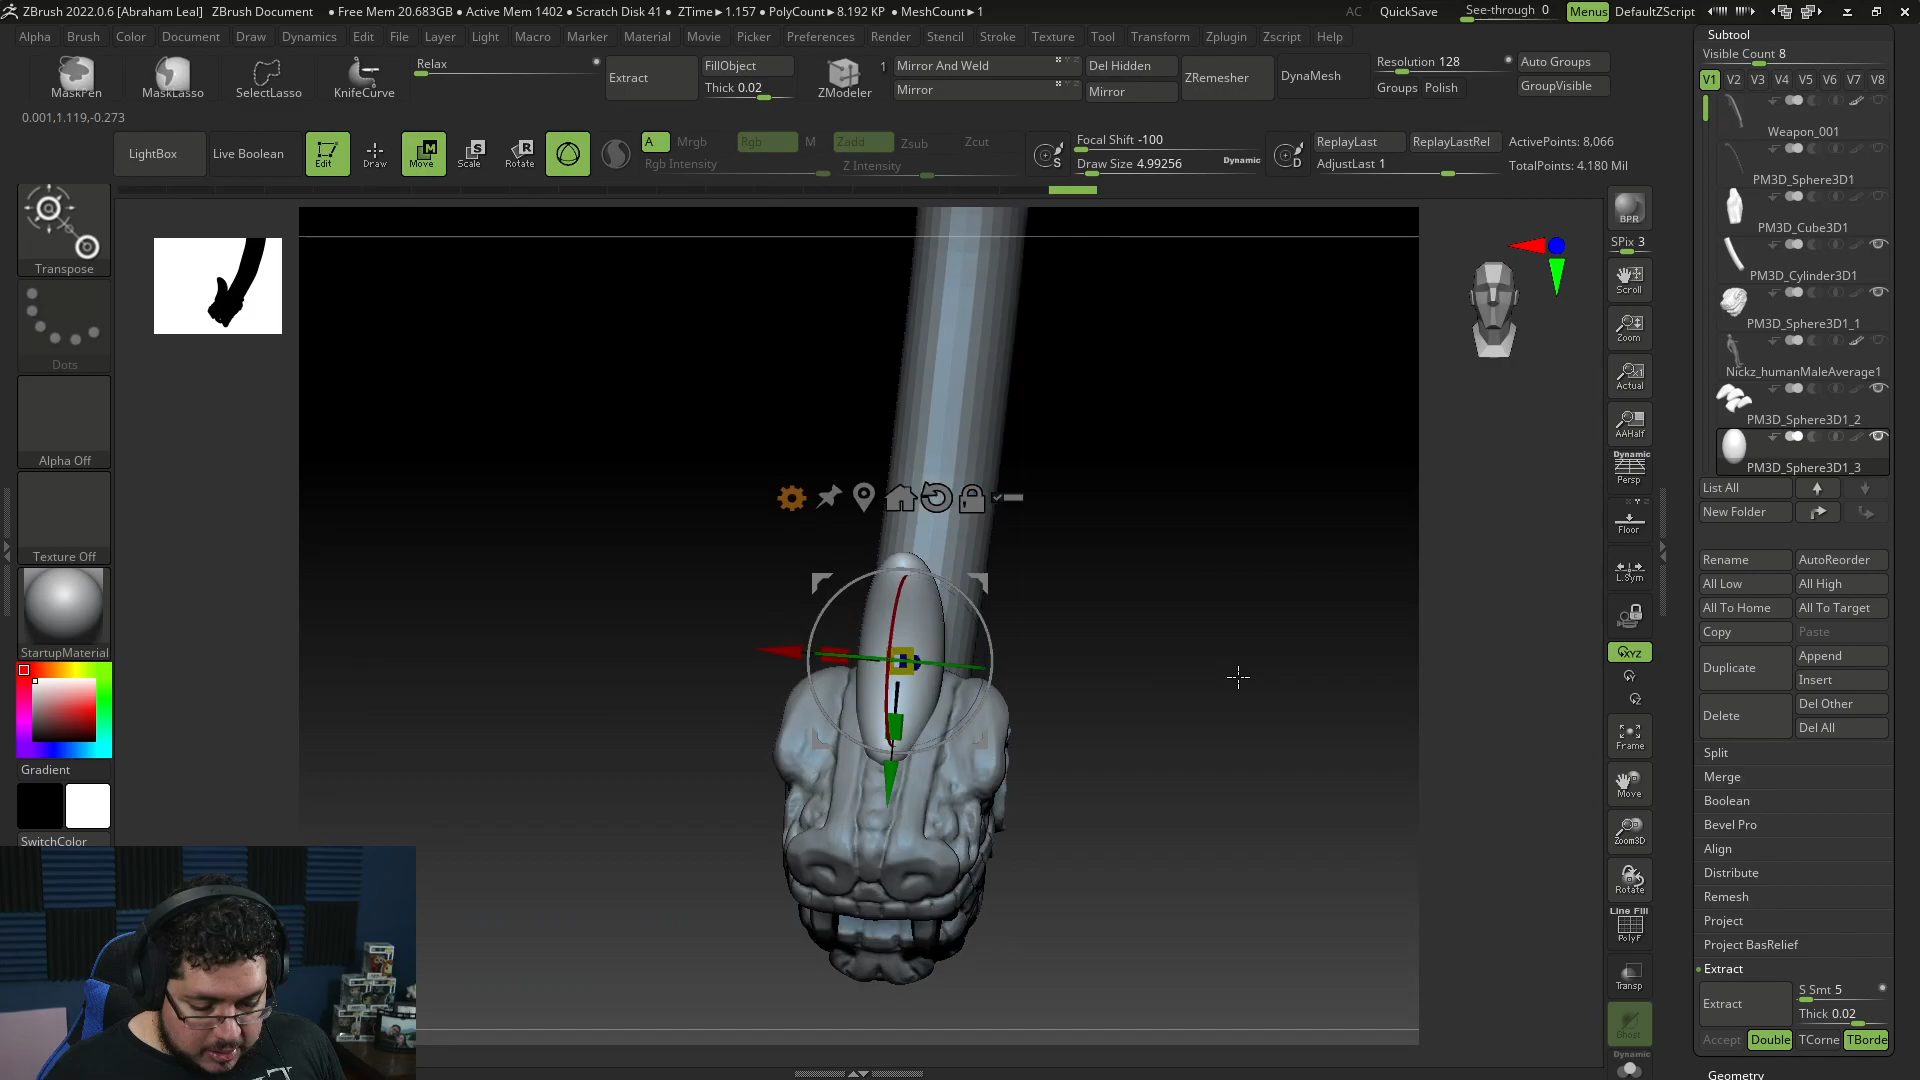 ZBrush 2022.0.6 [Abraham Leal] ZBrush Document ● Free Mem 20.683GB ● Active Mem 1402 ● Scratch Disk 41 ● ZTime►1.157 ● PolyCount►8.192 KP ● MeshCount►1
AC QuickSave See-through 0 Menus DefaultZScript
Alpha Brush Color Document Draw Dynamics Edit File Layer Light Macro Marker Material Movie Picker Preferences Render Stencil Stroke Texture Tool Transform Zplugin Zscript Help
MaskPen MaskLasso SelectLasso KnifeCurve
Relax
Extract
FillObject
Thick 0.02
ZModeler
1
Mirror And Weld
Mirror
Del Hidden
Mirror
ZRemesher
DynaMesh
Resolution 128
Groups Polish
Auto Groups
GroupVisible
0.001,1.119,-0.273
LightBox
Live Boolean
Edit
Draw
Move
Scale
Rotate
A Mrgb Rgb M Zadd Zsub Zcut
Rgb Intensity
Z Intensity
S
Focal Shift -100
Draw Size 4.99256 Dynamic
D
ReplayLast ReplayLastRel
AdjustLast 1
ActivePoints: 8,066
TotalPoints: 4.180 Mil
Transpose
Dots
Alpha Off
Texture Off
StartupMaterial
Gradient
SwitchColor
BPR
SPix 3
Scroll
Zoom
Actual
AAHalf
Dynamic
Persp
Floor
L.Sym
XYZ
Frame
Move
Zoom3D
Rotate
Line Fill
PolyF
Transp
Ghost
Dynamic
Subtool
Visible Count 8
V1 V2 V3 V4 V5 V6 V7 V8
Weapon_001
PM3D_Sphere3D1
PM3D_Cube3D1
PM3D_Cylinder3D1
PM3D_Sphere3D1_1
Nickz_humanMaleAverage1
PM3D_Sphere3D1_2
PM3D_Sphere3D1_3
List All
New Folder
Rename AutoReorder
All Low All High
All To Home All To Target
Copy Paste
Duplicate
Append
Insert
Delete
Del Other
Del All
Split
Merge
Boolean
Bevel Pro
Align
Distribute
Remesh
Project
Project BasRelief
Extract
Extract
S Smt 5
Thick 0.02
Accept Double TCorne TBorde
Geometry